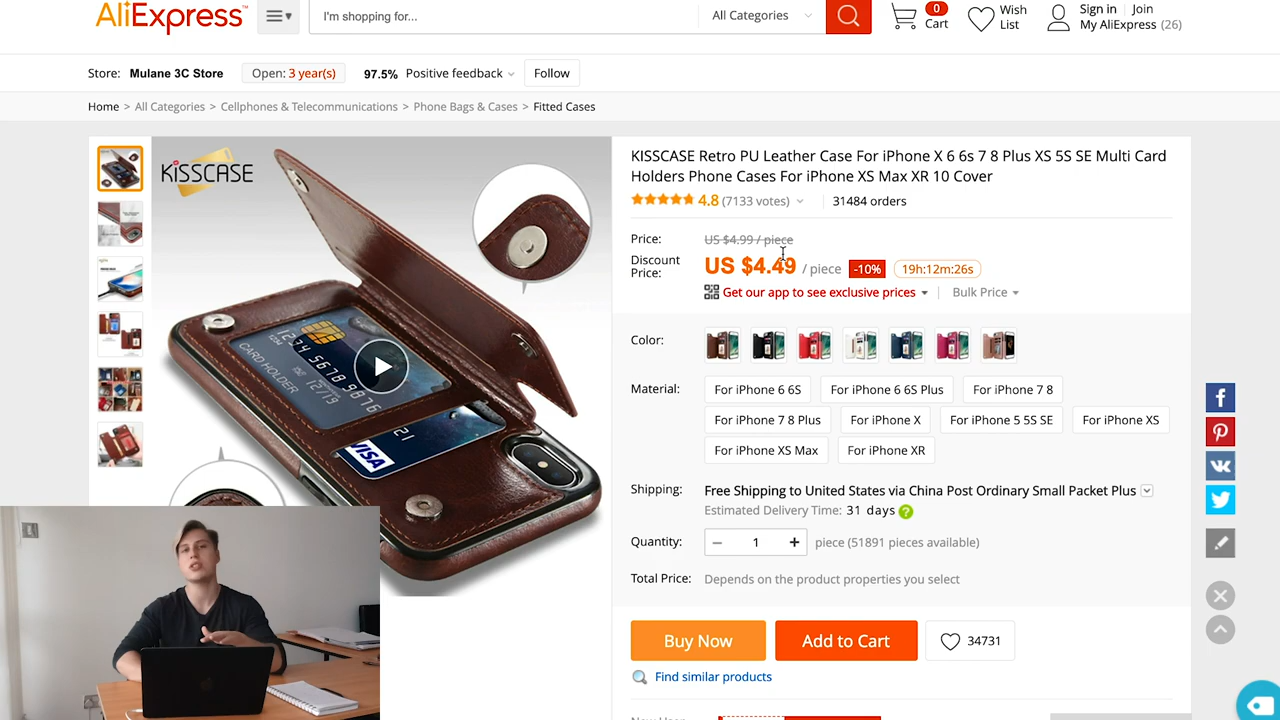 AliExpress™
I'm shopping for...
All Categories
0
Cart
Wish
List
Sign in Join
My AliExpress (26)
Store: Mulane 3C Store Open: 3 year(s) 97.5% Positive feedback Follow
Home > All Categories > Cellphones & Telecommunications > Phone Bags & Cases > Fitted Cases
KISSCASE
CARD HOLDER
1234 5678 9876
12/19
VISA
KISSCASE Retro PU Leather Case For iPhone X 6 6s 7 8 Plus XS 5S SE Multi Card
Holders Phone Cases For iPhone XS Max XR 10 Cover
4.8 (7133 votes) 31484 orders
Price: US $4.99 / piece
Discount
Price:
US $4.49 / piece -10% 19h:12m:26s
Get our app to see exclusive prices Bulk Price
Color:
Material: For iPhone 6 6S For iPhone 6 6S Plus For iPhone 7 8
For iPhone 7 8 Plus For iPhone X For iPhone 5 5S SE For iPhone XS
For iPhone XS Max For iPhone XR
Shipping: Free Shipping to United States via China Post Ordinary Small Packet Plus
Estimated Delivery Time: 31 days ?
Quantity: − 1 + piece (51891 pieces available)
Total Price: Depends on the product properties you select
Buy Now Add to Cart 34731
Find similar products